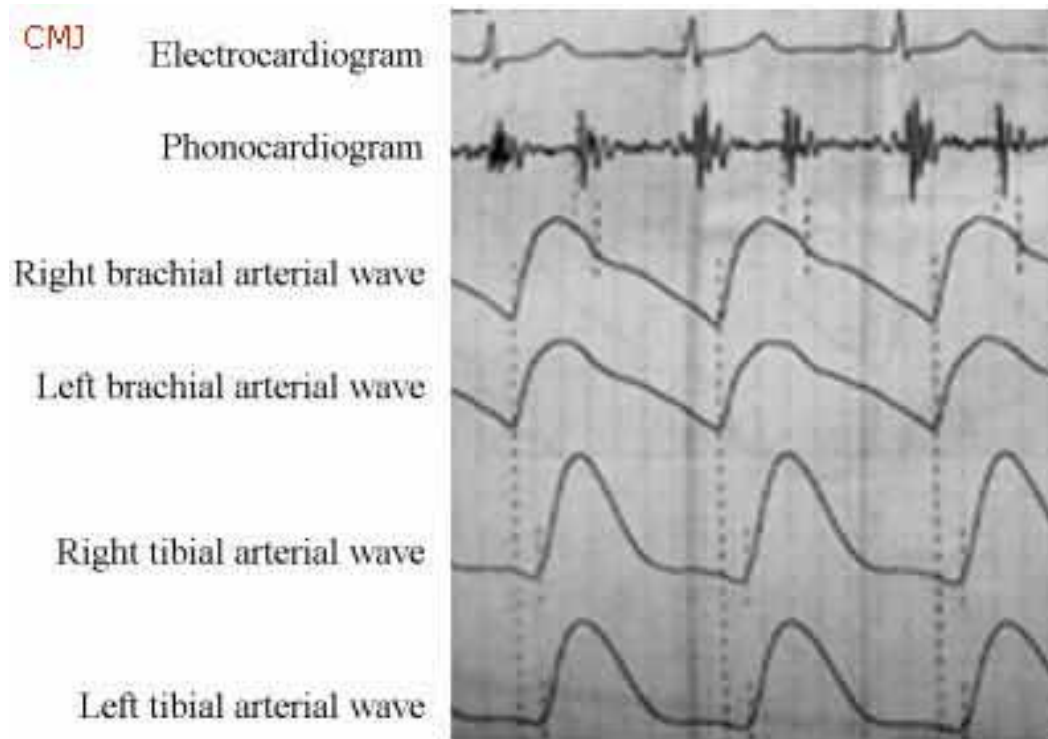 CMJ
Electrocardiogram
Phonocardiogram
Right brachial arterial wave
Left brachial arterial wave
Right tibial arterial wave
Left tibial arterial wave